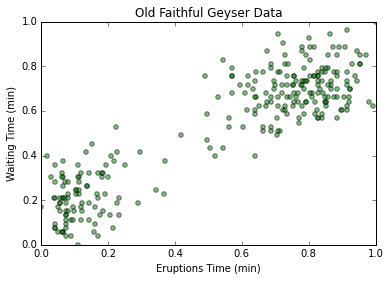 Old Faithful Geyser Data
1.0
0.8
0.6
0.4
0.2
0.0
Waiting Time (min)
0.0 0.2 0.4 0.6 0.8 1.0
Eruptions Time (min)